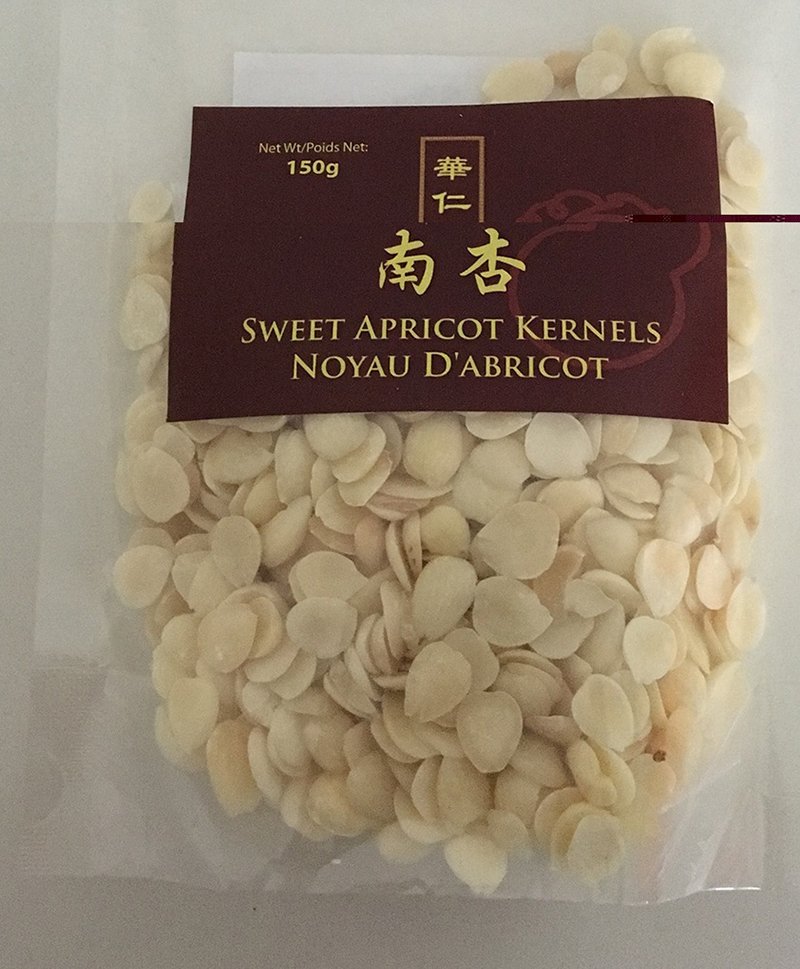 Net Wt/Poids Net:
150g
華
仁
南杏
SWEET APRICOT KERNELS
NOYAU D'ABRICOT